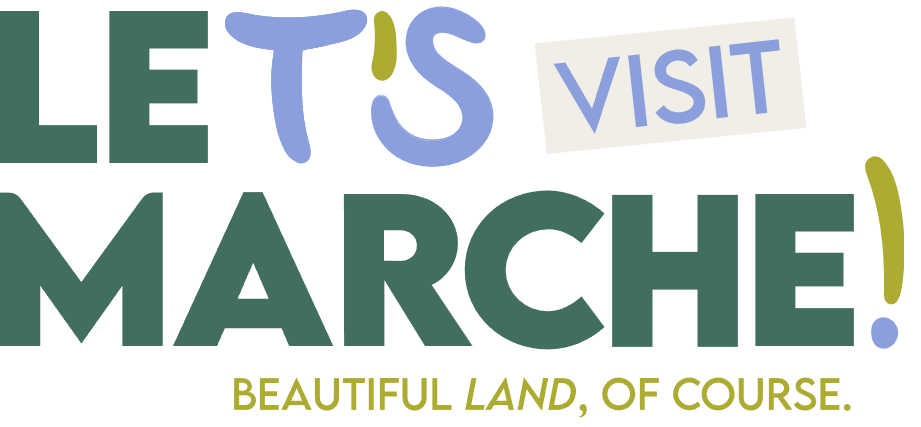 LET'S VISIT
MARCHE!
BEAUTIFUL LAND, OF COURSE.